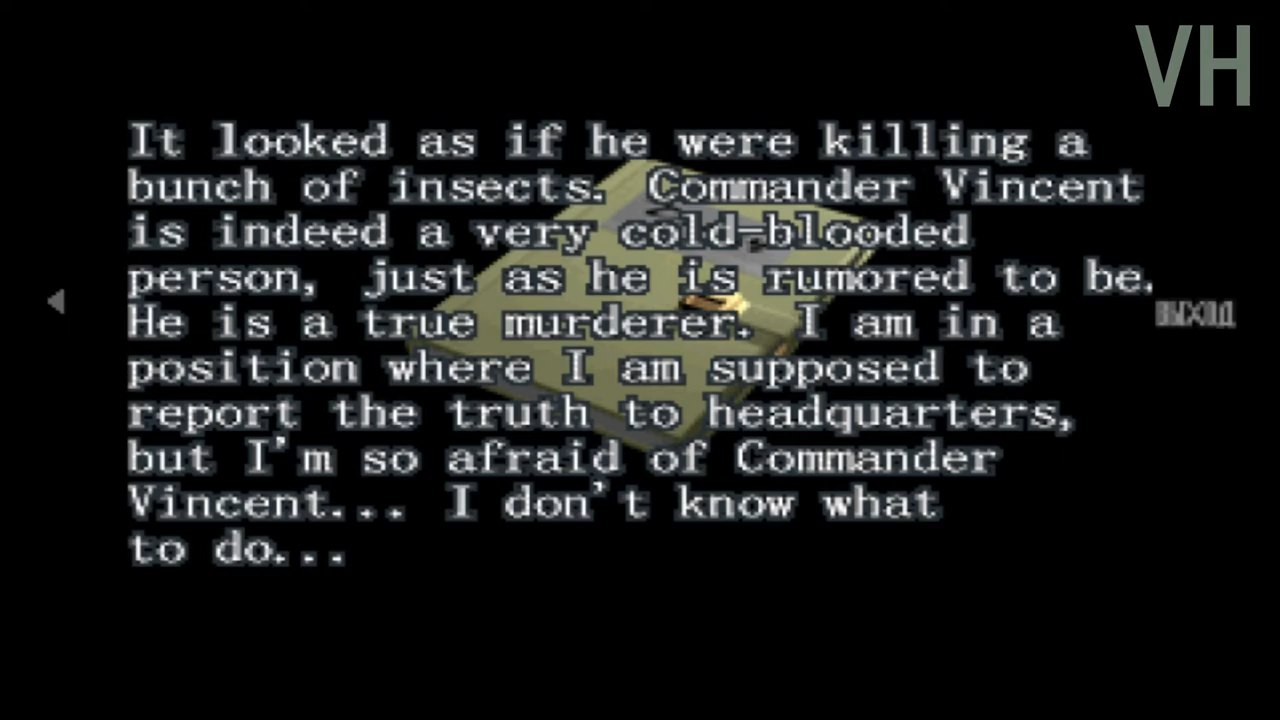 VH
It looked as if he were killing a
bunch of insects. Commander Vincent
is indeed a very cold-blooded
person, just as he is rumored to be.
He is a true murderer. I am in a
position where I am supposed to
report the truth to headquarters,
but I'm so afraid of Commander
Vincent... I don't know what
to do...